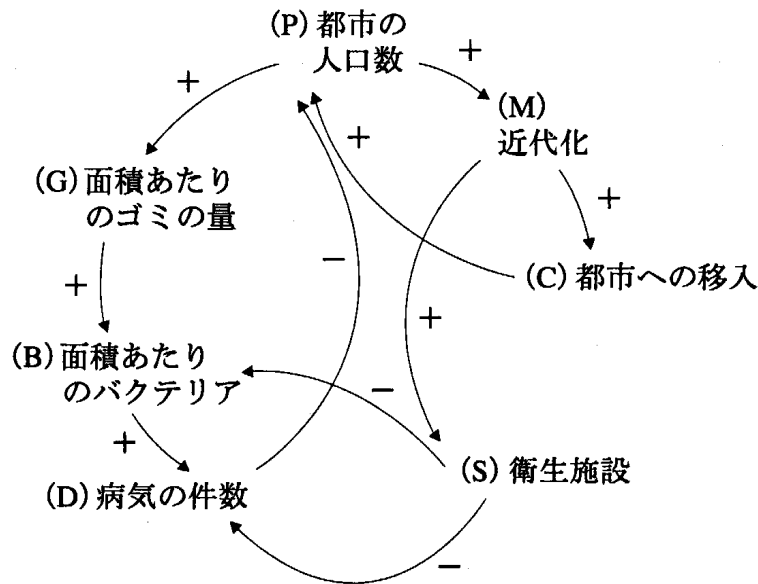 (P) 都市の
人口数
+
+
(M)
近代化
+
(G) 面積あたり
のゴミの量
+
−
(C) 都市への移入
+
+
(B) 面積あたり
のバクテリア
−
+
(D) 病気の件数
(S) 衛生施設
−